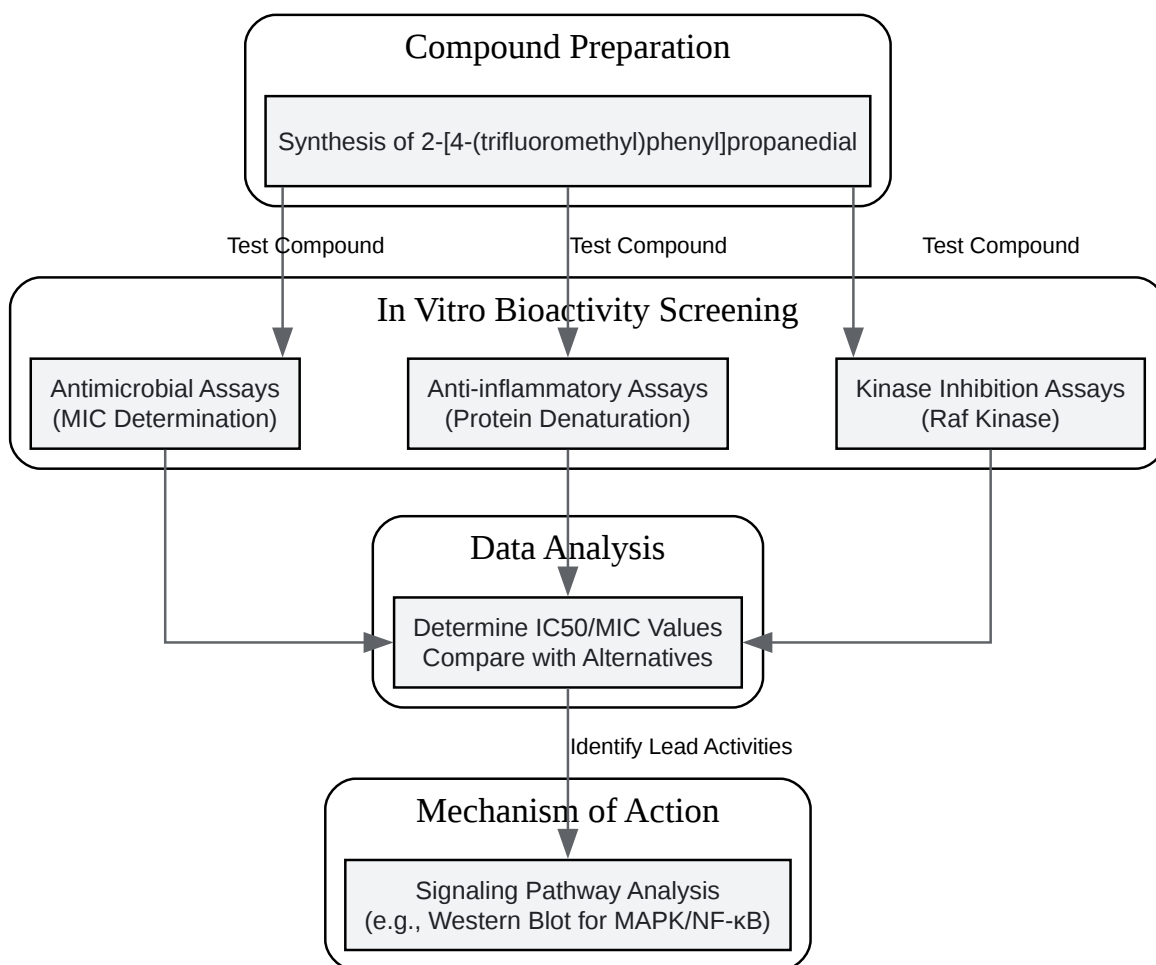 Compound Preparation
Synthesis of 2-[4-(trifluoromethyl)phenyl]propanedial
Test Compound
Test Compound
Test Compound
In Vitro Bioactivity Screening
Antimicrobial Assays
(MIC Determination)
Anti-inflammatory Assays
(Protein Denaturation)
Kinase Inhibition Assays
(Raf Kinase)
Data Analysis
Determine IC50/MIC Values
Compare with Alternatives
Identify Lead Activities
Mechanism of Action
Signaling Pathway Analysis
(e.g., Western Blot for MAPK/NF-κB)